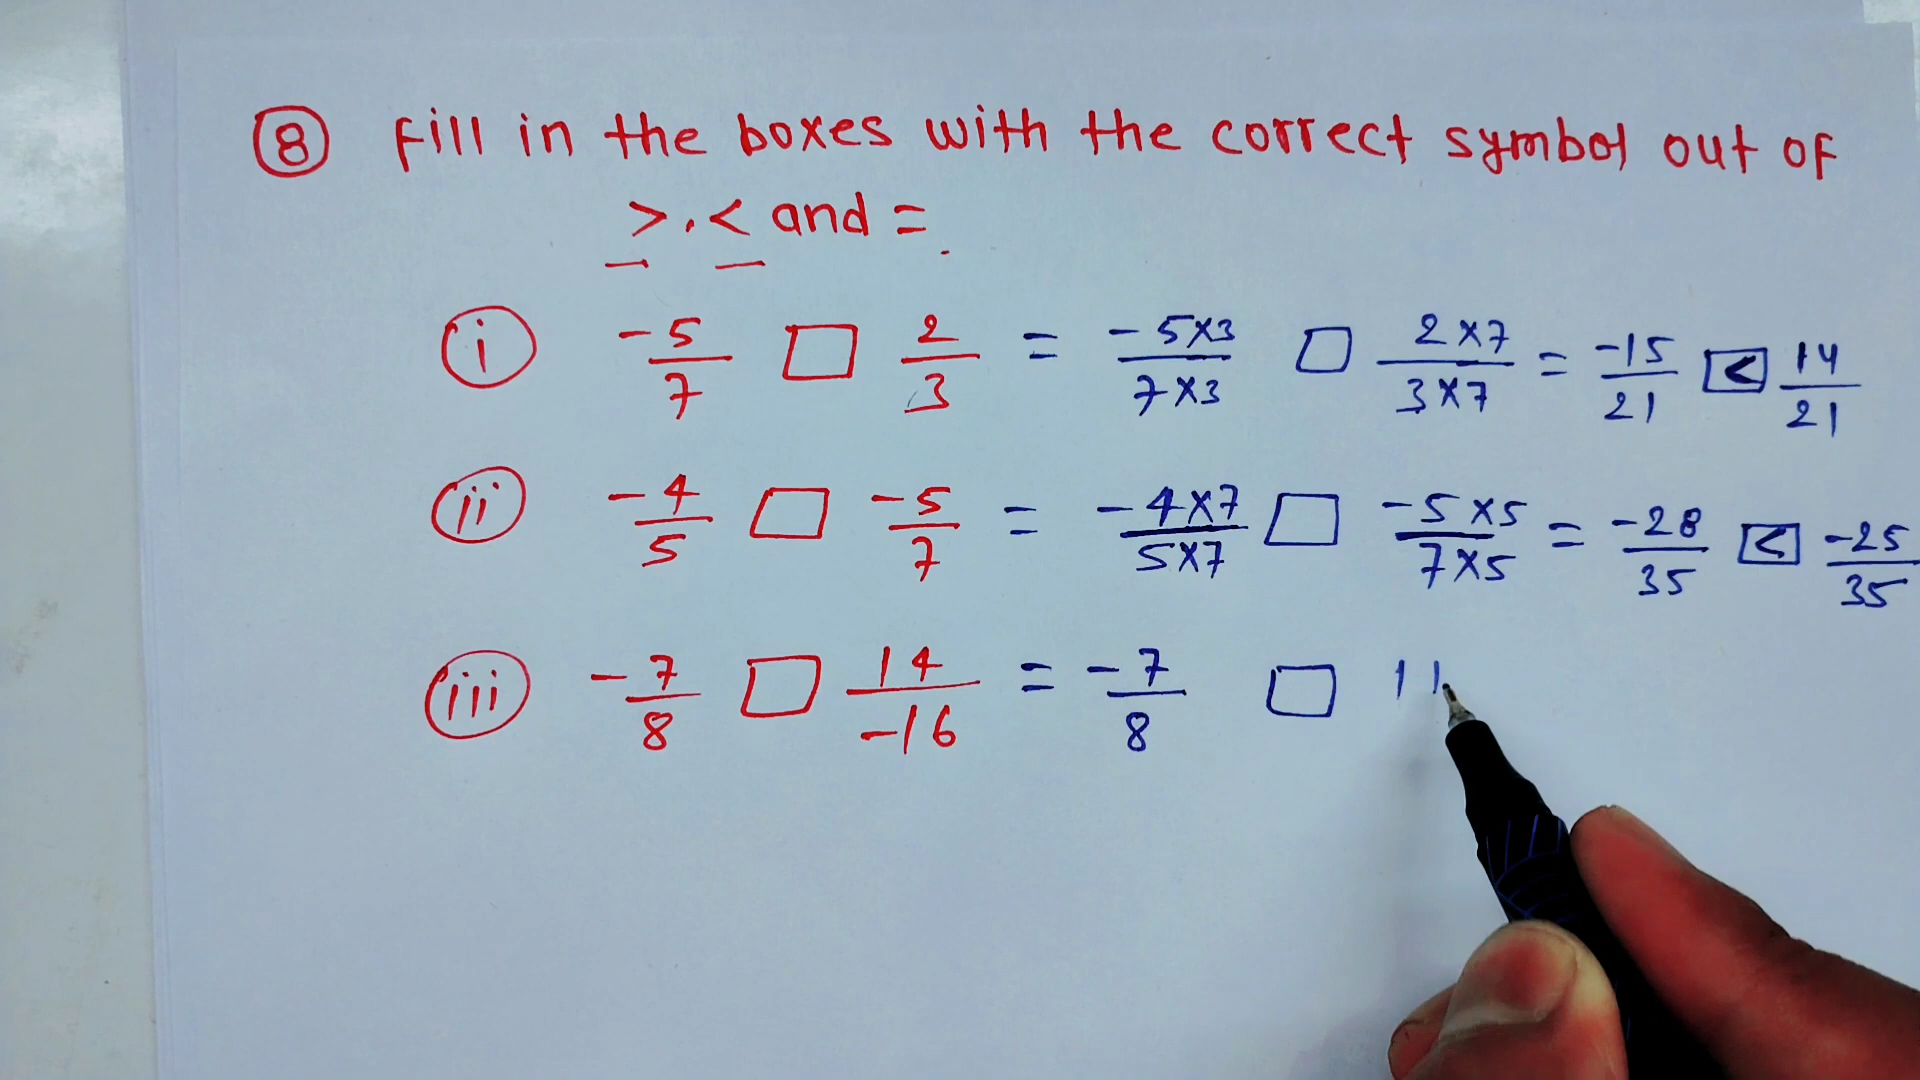 8 Fill in the boxes with the correct symbol out of
>, < and =.
i -5/7 □ 2/3 = -5×3/7×3 □ 2×7/3×7 = -15/21 < 14/21
ii -4/5 □ -5/7 = -4×7/5×7 □ -5×5/7×5 = -28/35 < -25/35
iii -7/8 □ 14/-16 = -7/8 □ 11